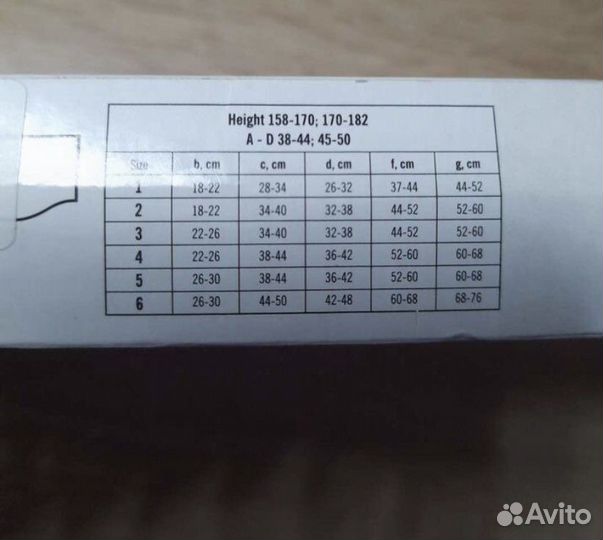 Height 158-170; 170-182
A - D 38-44; 45-50
Size b, cm c, cm d, cm f, cm g, cm
1 18-22 28-34 26-32 37-44 44-52
2 18-22 34-40 32-38 44-52 52-60
3 22-26 34-40 32-38 44-52 52-60
4 22-26 38-44 36-42 52-60 60-68
5 26-30 38-44 36-42 52-60 60-68
6 26-30 44-50 42-48 60-68 68-76
Avito